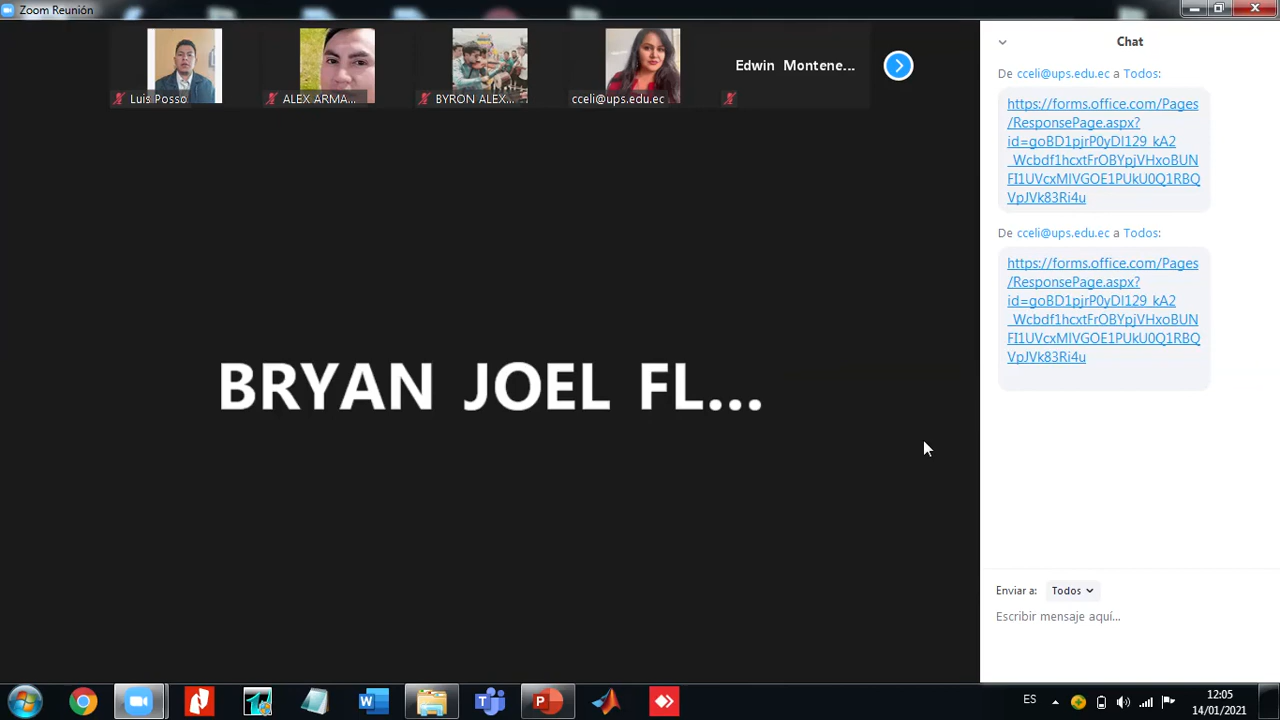 Zoom Reunión
Luis Posso
ALEX ARMA...
BYRON ALEX...
cceli@ups.edu.ec
Edwin Montene...
Chat
De cceli@ups.edu.ec a Todos:
https://forms.office.com/Pages
/ResponsePage.aspx?
id=goBD1pjrP0yDI129_kA2
_Wcbdf1hcxtFrOBYpjVHxoBUN
FI1UVcxMlVGOE1PUkU0Q1RBQ
VpJVk83Ri4u
De cceli@ups.edu.ec a Todos:
https://forms.office.com/Pages
/ResponsePage.aspx?
id=goBD1pjrP0yDI129_kA2
_Wcbdf1hcxtFrOBYpjVHxoBUN
FI1UVcxMlVGOE1PUkU0Q1RBQ
VpJVk83Ri4u
BRYAN JOEL FL...
Enviar a: Todos
Escribir mensaje aquí...
ES
12:05
14/01/2021